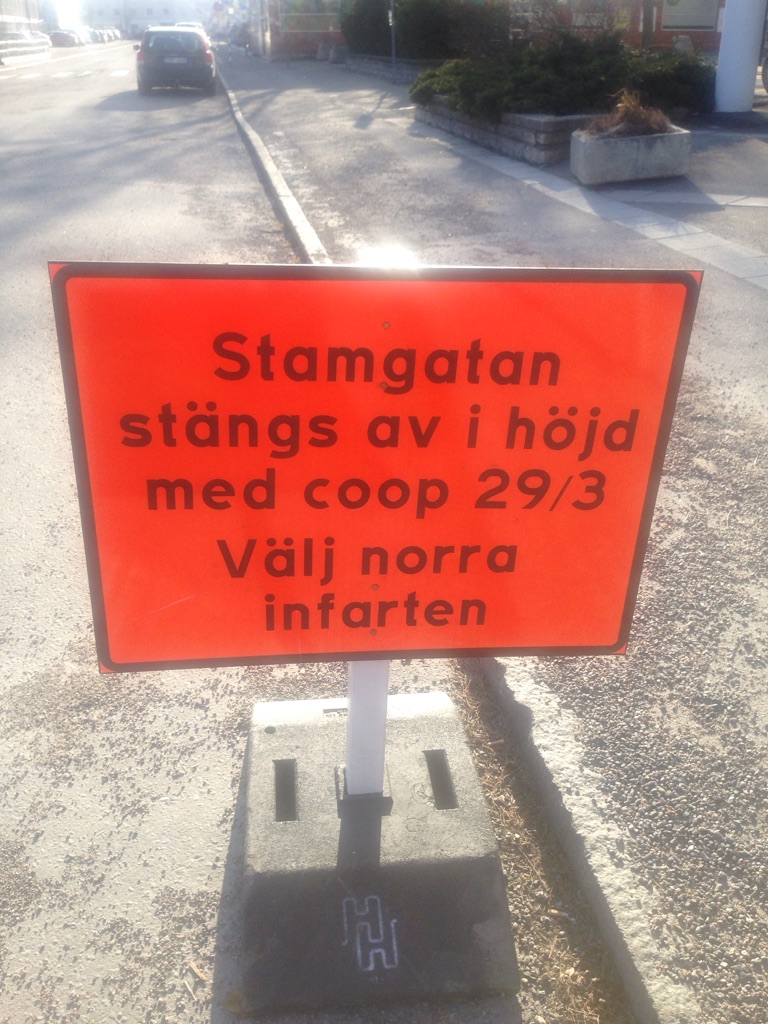 Stamgatan
stängs av i höjd
med coop 29/3
Välj norra
infarten